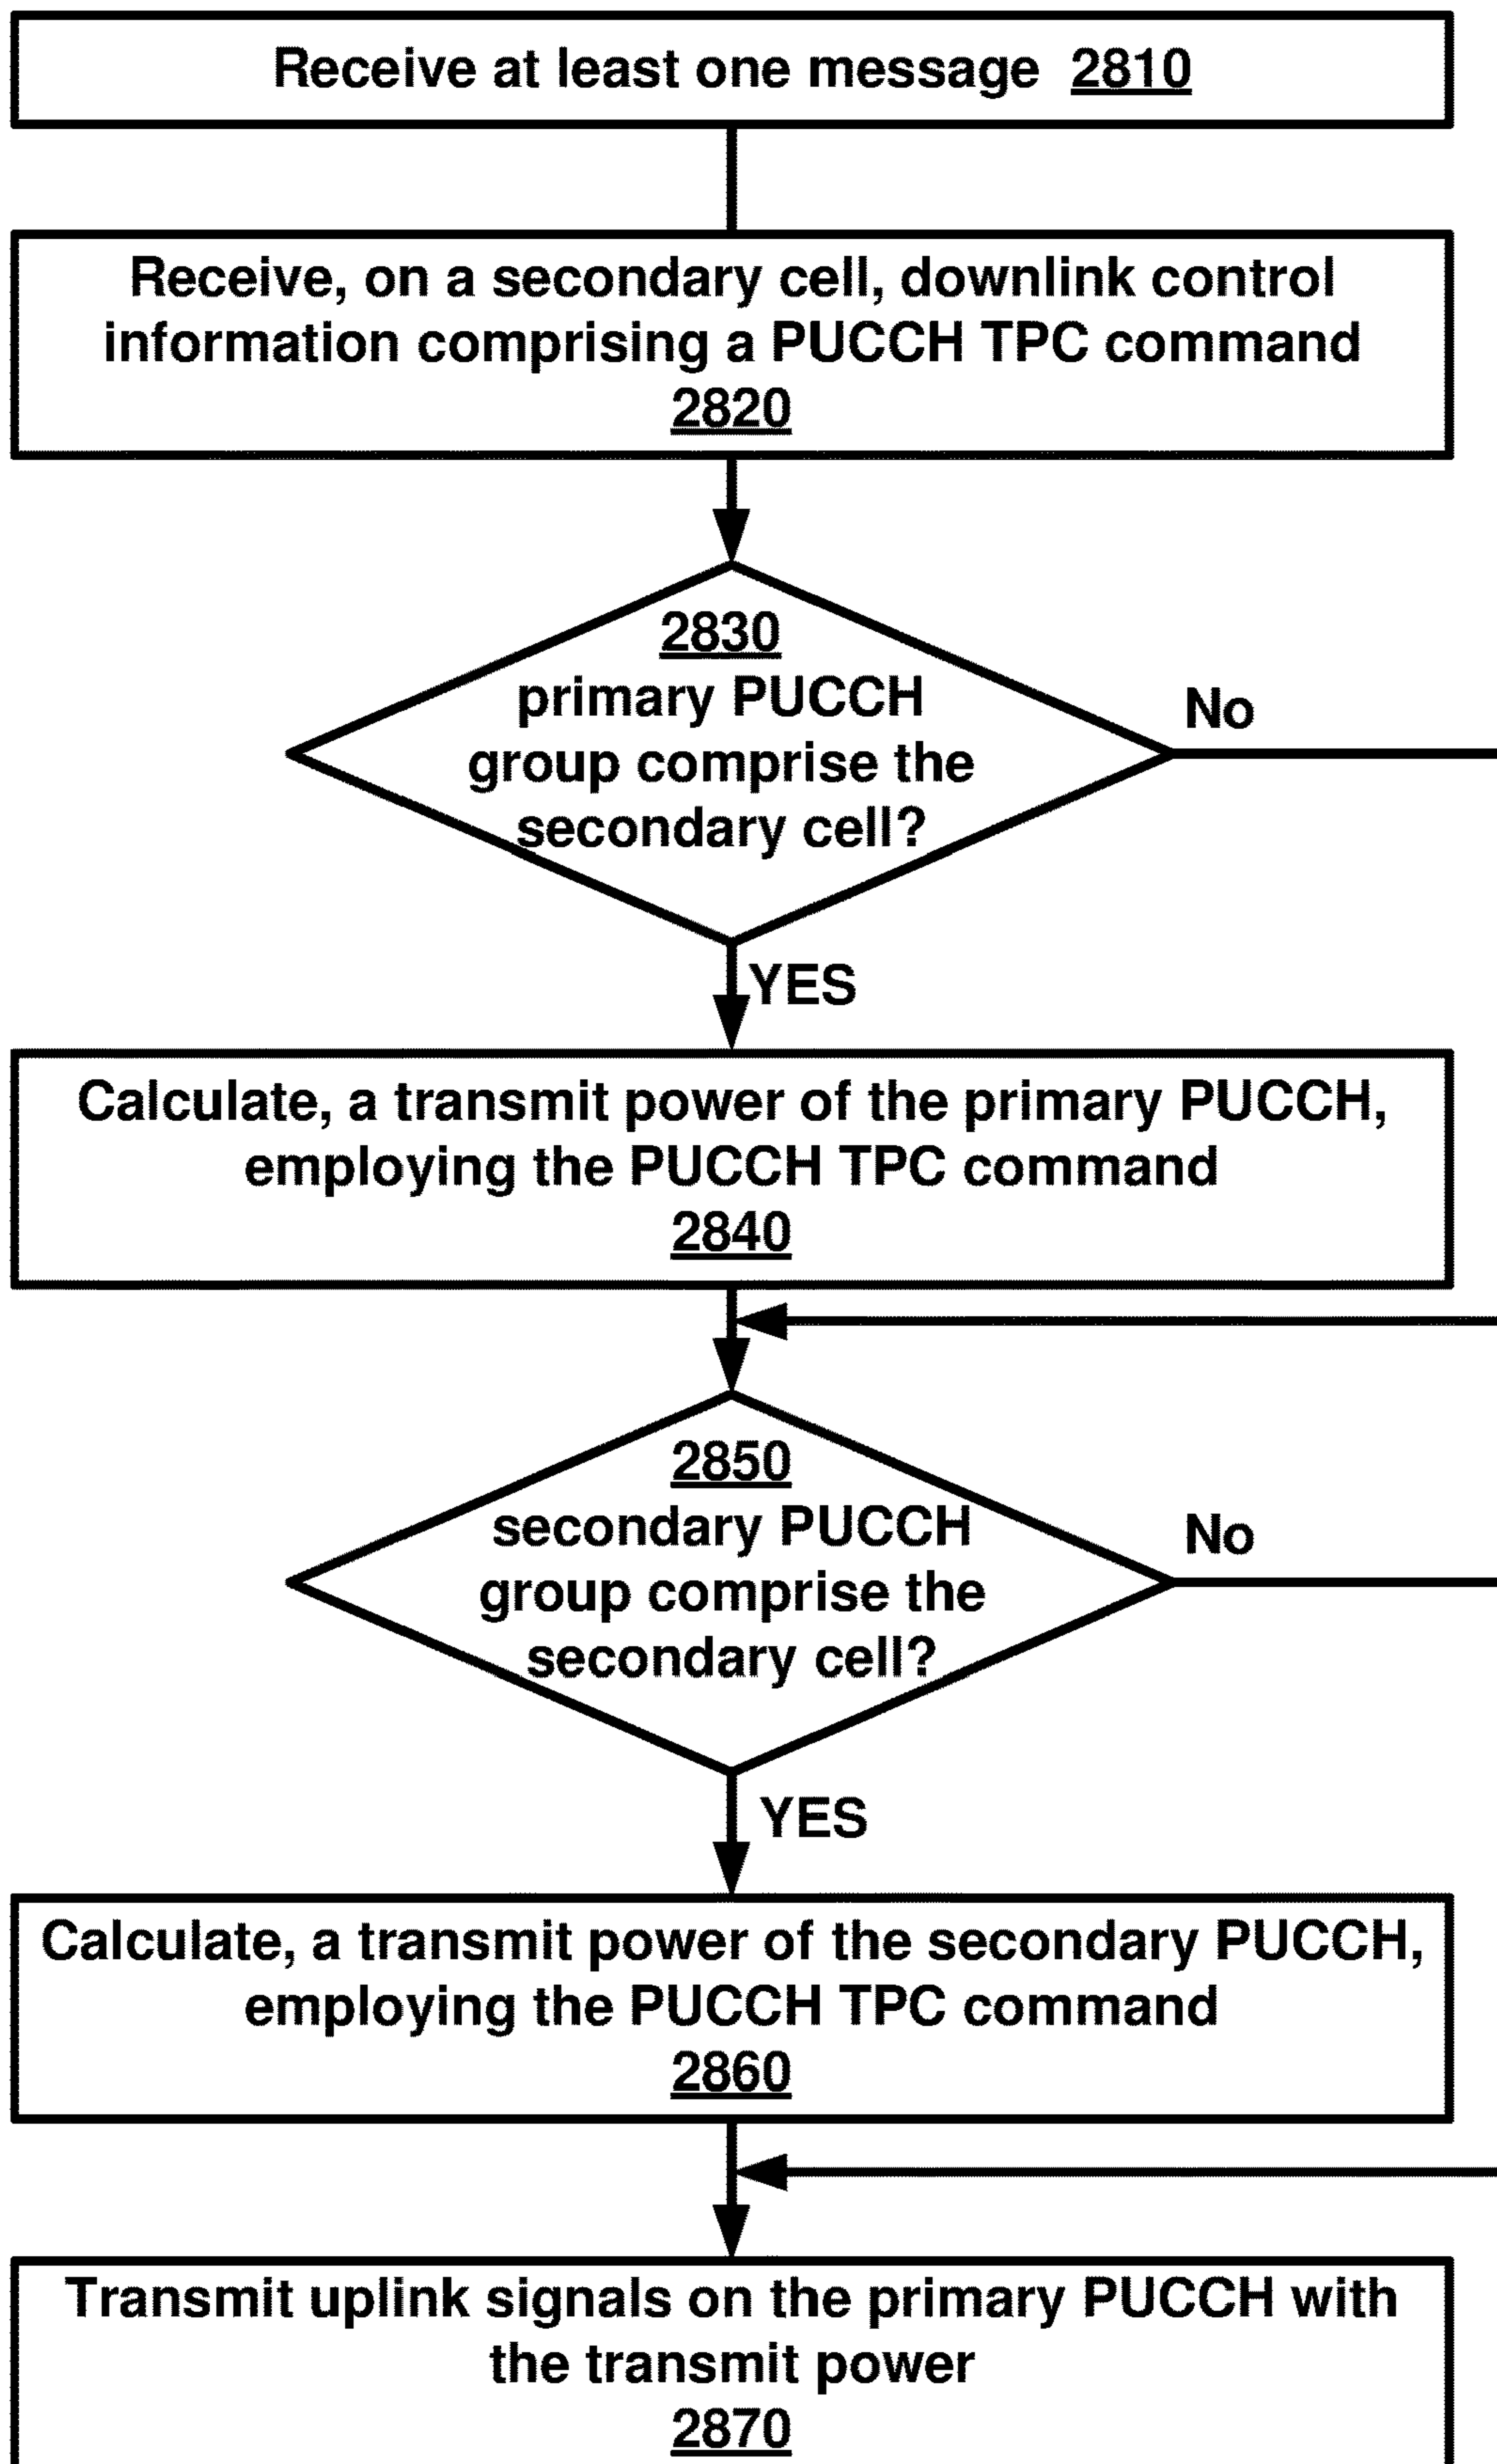 Receive at least one message 2810
Receive, on a secondary cell, downlink control
information comprising a PUCCH TPC command
2820
2830
primary PUCCH
group comprise the
secondary cell?
No
YES
Calculate, a transmit power of the primary PUCCH,
employing the PUCCH TPC command
2840
2850
secondary PUCCH
group comprise the
secondary cell?
No
YES
Calculate, a transmit power of the secondary PUCCH,
employing the PUCCH TPC command
2860
Transmit uplink signals on the primary PUCCH with
the transmit power
2870